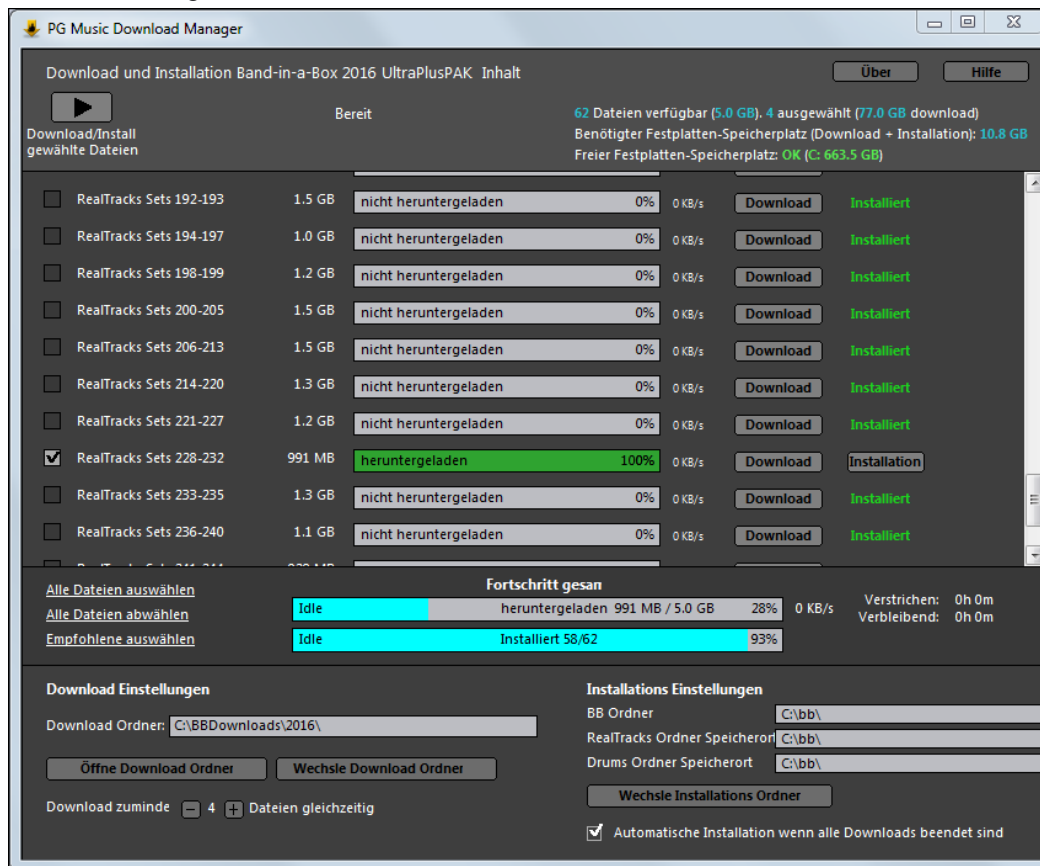 PG Music Download Manager
Download und Installation Band-in-a-Box 2016 UltraPlusPAK Inhalt
Über
Hilfe
Download/Install
gewählte Dateien
Bereit
62 Dateien verfügbar (5.0 GB). 4 ausgewählt (77.0 GB download)
Benötigter Festplatten-Speicherplatz (Download + Installation): 10.8 GB
Freier Festplatten-Speicherplatz: OK (C: 663.5 GB)
RealTracks Sets 192-193 1.5 GB nicht heruntergeladen 0% 0 KB/s Download Installiert
RealTracks Sets 194-197 1.0 GB nicht heruntergeladen 0% 0 KB/s Download Installiert
RealTracks Sets 198-199 1.2 GB nicht heruntergeladen 0% 0 KB/s Download Installiert
RealTracks Sets 200-205 1.5 GB nicht heruntergeladen 0% 0 KB/s Download Installiert
RealTracks Sets 206-213 1.5 GB nicht heruntergeladen 0% 0 KB/s Download Installiert
RealTracks Sets 214-220 1.3 GB nicht heruntergeladen 0% 0 KB/s Download Installiert
RealTracks Sets 221-227 1.2 GB nicht heruntergeladen 0% 0 KB/s Download Installiert
RealTracks Sets 228-232 991 MB heruntergeladen 100% 0 KB/s Download Installation
RealTracks Sets 233-235 1.3 GB nicht heruntergeladen 0% 0 KB/s Download Installiert
RealTracks Sets 236-240 1.1 GB nicht heruntergeladen 0% 0 KB/s Download Installiert
Alle Dateien auswählen
Alle Dateien abwählen
Empfohlene auswählen
Fortschritt gesan
Idle heruntergeladen 991 MB / 5.0 GB 28% 0 KB/s
Idle Installiert 58/62 93%
Verstrichen: 0h 0m
Verbleibend: 0h 0m
Download Einstellungen
Download Ordner: C:\BBDownloads\2016\
Öffne Download Ordner
Wechsle Download Ordner
Download zuminde 4 Dateien gleichzeitig
Installations Einstellungen
BB Ordner C:\bb\
RealTracks Ordner Speicherort C:\bb\
Drums Ordner Speicherort C:\bb\
Wechsle Installations Ordner
Automatische Installation wenn alle Downloads beendet sind